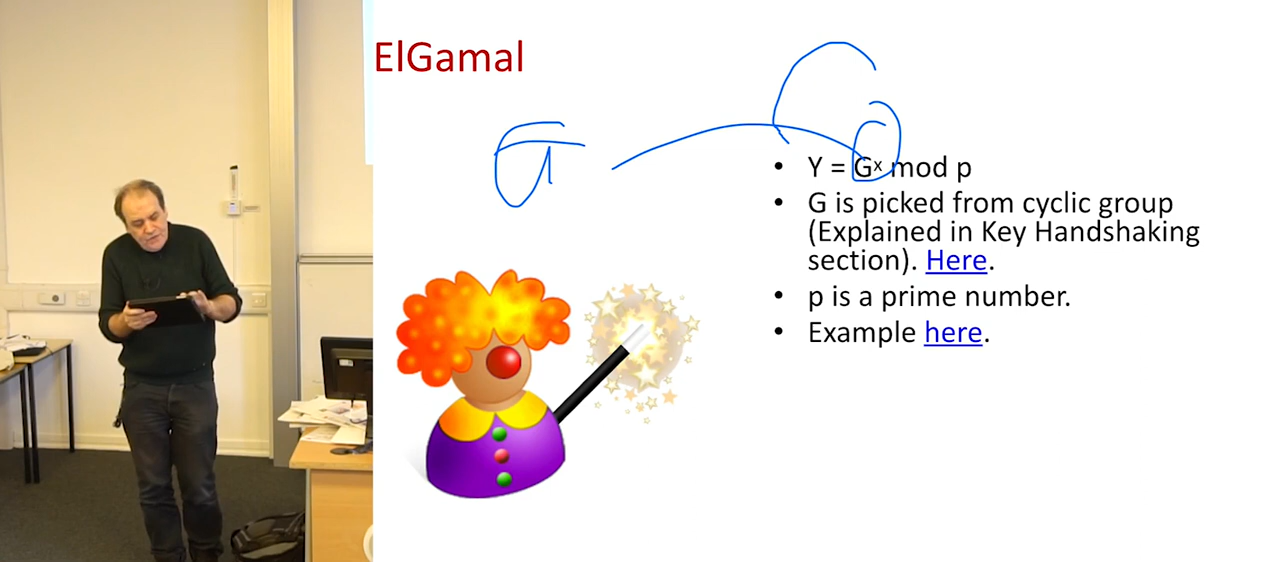 ElGamal
• Y = Gˣ mod p
• G is picked from cyclic group
(Explained in Key Handshaking
section). Here.
• p is a prime number.
• Example here.